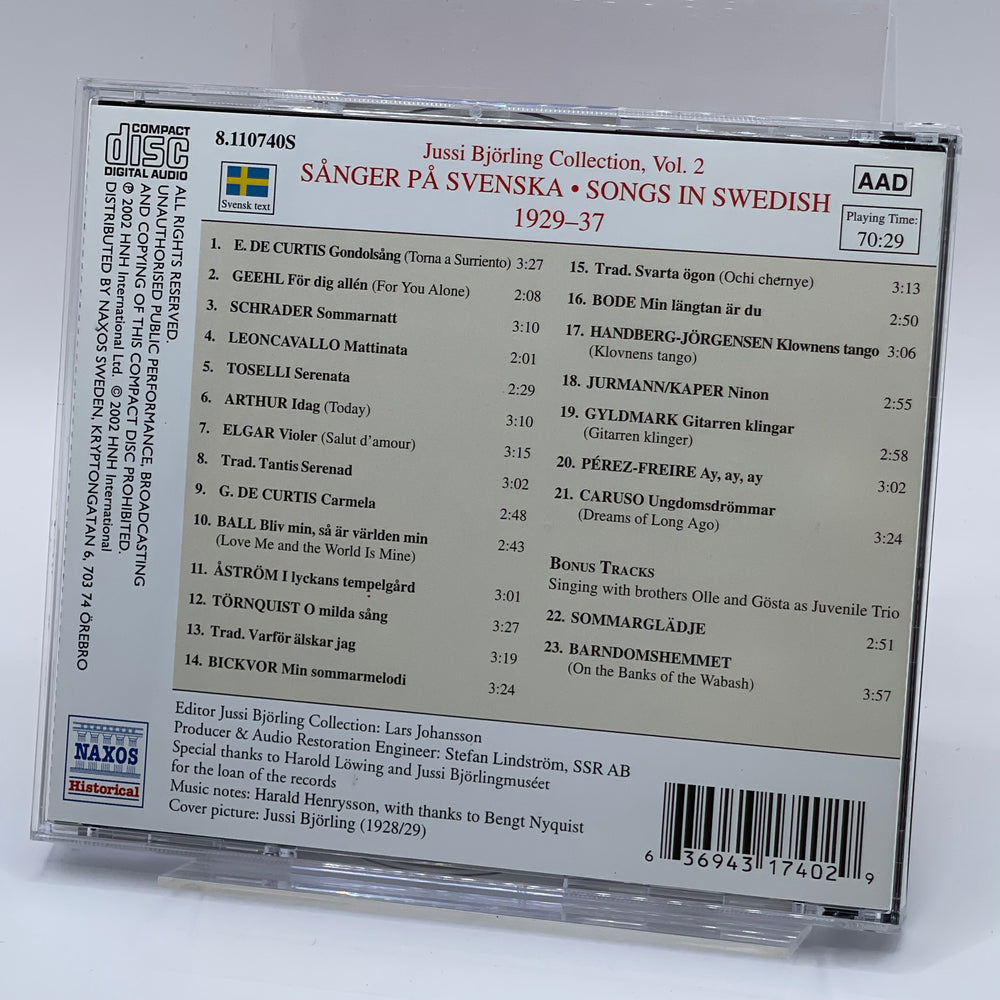 COMPACT
disc
DIGITAL AUDIO
8.110740S
Svensk text
Jussi Björling Collection, Vol. 2
SÅNGER PÅ SVENSKA • SONGS IN SWEDISH
1929–37
AAD
Playing Time:
70:29
1. E. DE CURTIS Gondolsång (Torna a Surriento) 3:27
2. GEEHL För dig allén (For You Alone) 2:08
3. SCHRADER Sommarnatt 3:10
4. LEONCAVALLO Mattinata 2:01
5. TOSELLI Serenata 2:29
6. ARTHUR Idag (Today) 3:10
7. ELGAR Violer (Salut d'amour) 3:15
8. Trad. Tantis Serenad 3:02
9. G. DE CURTIS Carmela 2:48
10. BALL Bliv min, så är världen min
(Love Me and the World Is Mine) 2:43
11. ÅSTRÖM I lyckans tempelgård 3:01
12. TÖRNQUIST O milda sång 3:27
13. Trad. Varför älskar jag 3:19
14. BICKVOR Min sommarmelodi 3:24
15. Trad. Svarta ögon (Ochi chernye) 3:13
16. BODE Min längtan är du 2:50
17. HANDBERG-JÖRGENSEN Klownens tango 3:06
(Klovnens tango)
18. JURMANN/KAPER Ninon 2:55
19. GYLDMARK Gitarren klingar
(Gitarren klinger) 2:58
20. PÉREZ-FREIRE Ay, ay, ay 3:02
21. CARUSO Ungdomsdrömmar
(Dreams of Long Ago) 3:24
BONUS TRACKS
Singing with brothers Olle and Gösta as Juvenile Trio
22. SOMMARGLÄDJE 2:51
23. BARNDOMSHEMMET
(On the Banks of the Wabash) 3:57
ALL RIGHTS RESERVED.
UNAUTHORISED PUBLIC PERFORMANCE, BROADCASTING
AND COPYING OF THIS COMPACT DISC PROHIBITED.
℗ 2002 HNH International Ltd. © 2002 HNH International
DISTRIBUTED BY NAXOS SWEDEN, KRYPTONGATAN 6, 703 74 ÖREBRO
NAXOS
Historical
Editor Jussi Björling Collection: Lars Johansson
Producer & Audio Restoration Engineer: Stefan Lindström, SSR AB
Special thanks to Harold Löwing and Jussi Björlingmuséet
for the loan of the records
Music notes: Harald Henrysson, with thanks to Bengt Nyquist
Cover picture: Jussi Björling (1928/29)
6 36943 17402 9